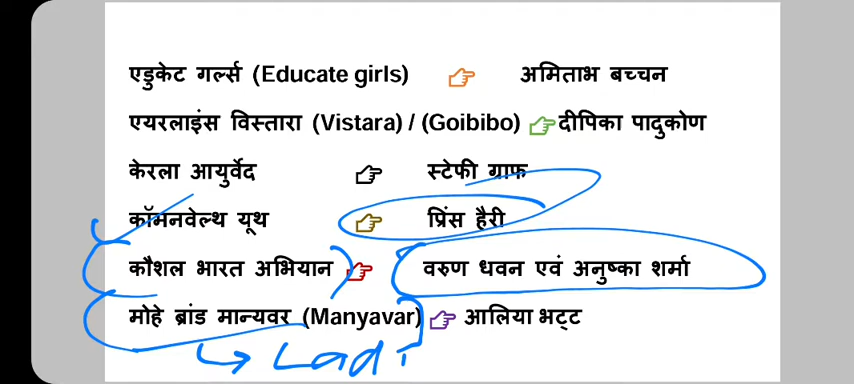 एडुकेट गर्ल्स (Educate girls) अमिताभ बच्चन
एयरलाइंस विस्तारा (Vistara) / (Goibibo) दीपिका पादुकोण
केरला आयुर्वेद स्टेफी ग्राफ
कॉमनवेल्थ यूथ प्रिंस हैरी
कौशल भारत अभियान वरुण धवन एवं अनुष्का शर्मा
मोहे ब्रांड मान्यवर (Manyavar) आलिया भट्ट